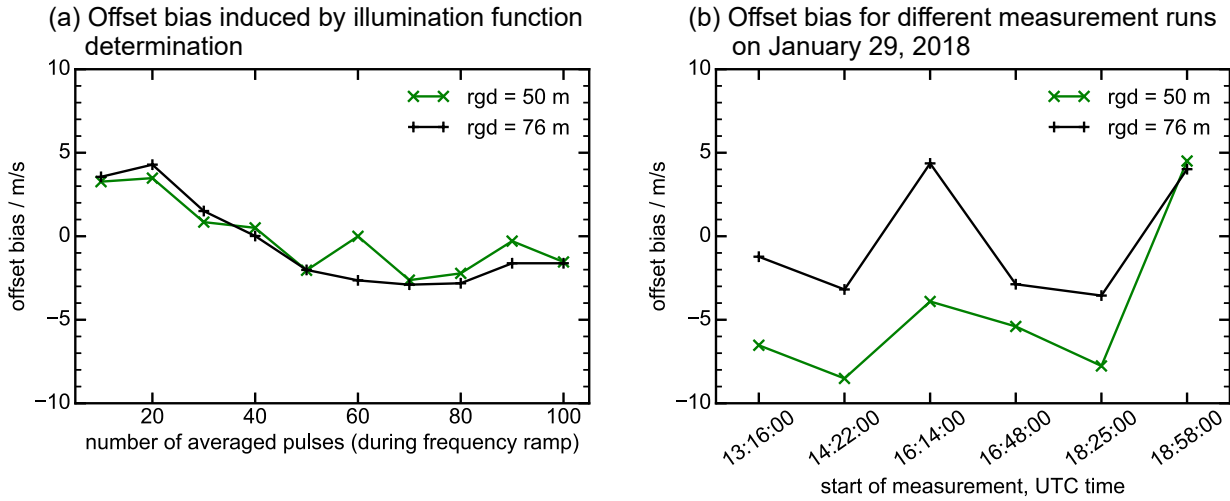 (a) Offset bias induced by illumination function
determination
10
5
0
−5
−10
offset bias / m/s
rgd = 50 m
rgd = 76 m
20
40
60
80
100
number of averaged pulses (during frequency ramp)
(b) Offset bias for different measurement runs
on January 29, 2018
10
5
0
−5
−10
offset bias / m/s
rgd = 50 m
rgd = 76 m
13:16:00
14:22:00
16:14:00
16:48:00
18:25:00
18:58:00
start of measurement, UTC time